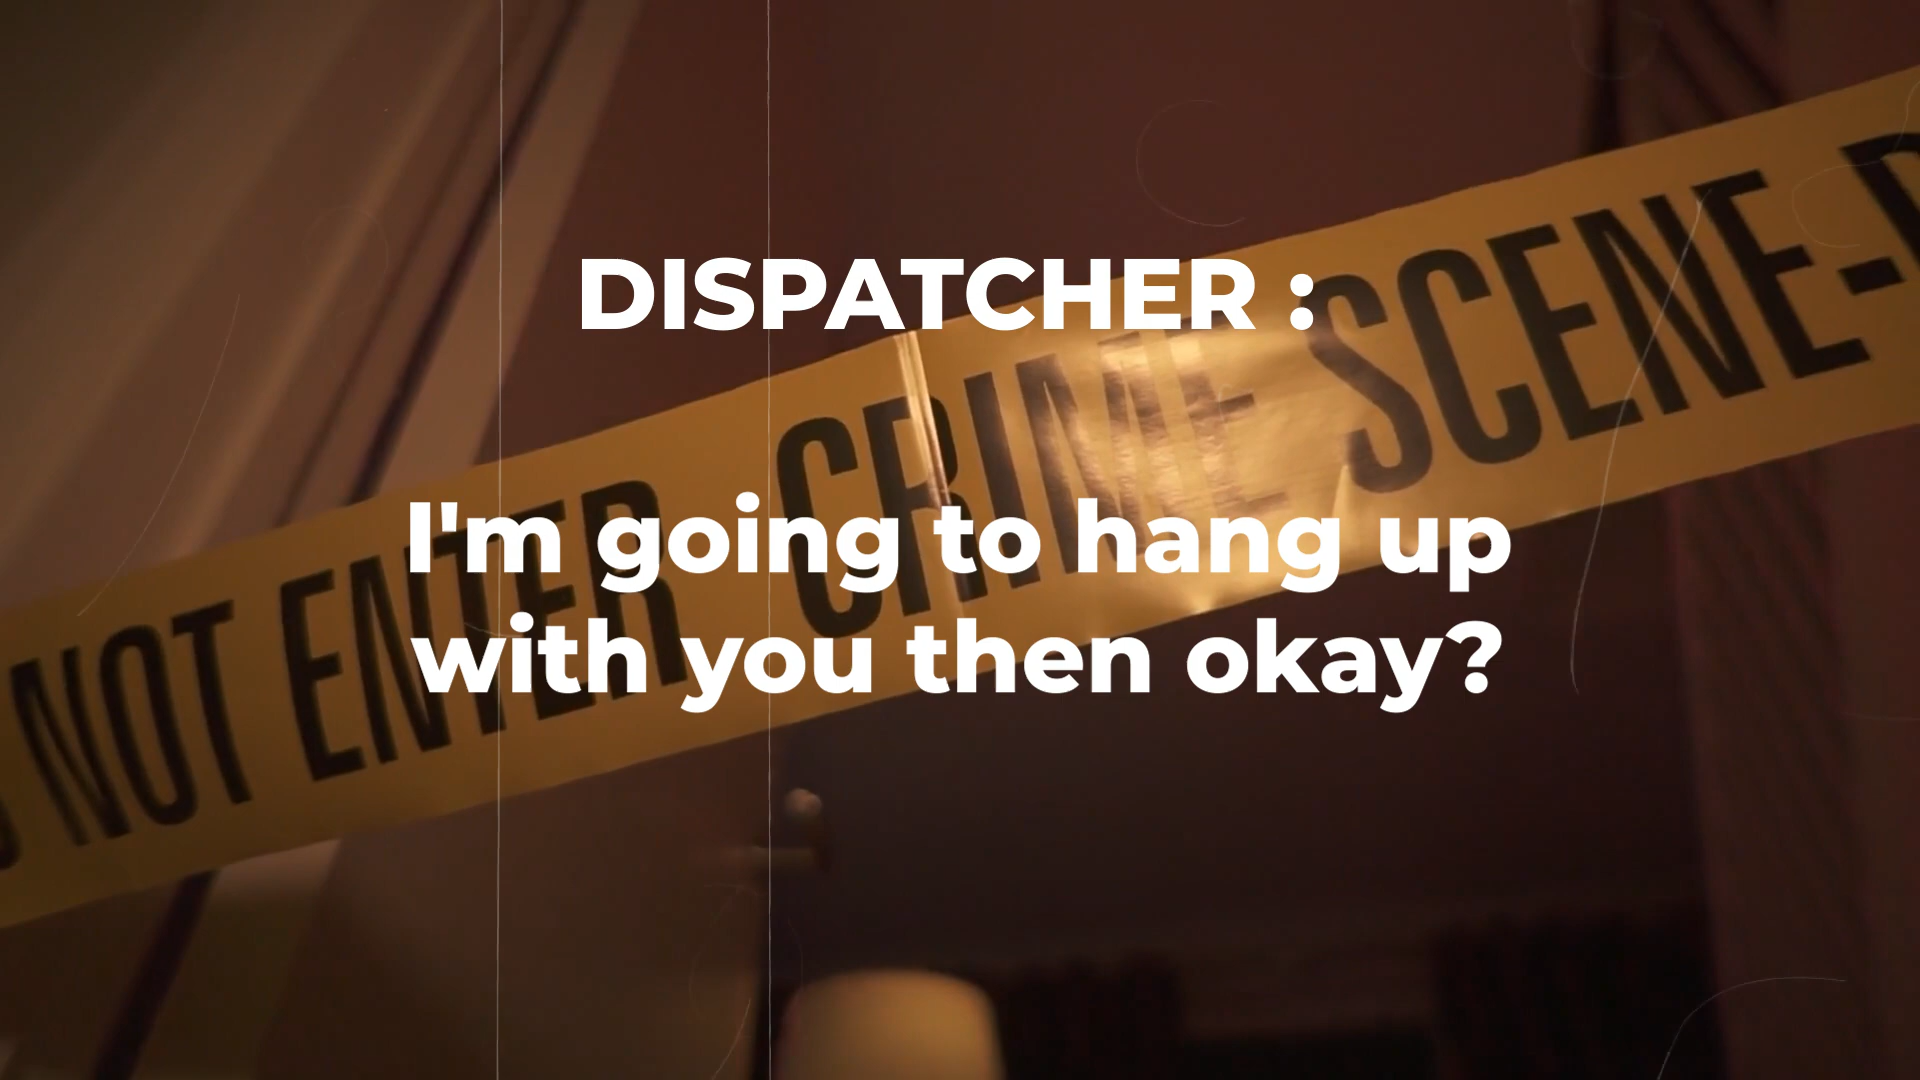 DISPATCHER :
I'm going to hang up
with you then okay?
NOT ENTER CRIME SCENE-